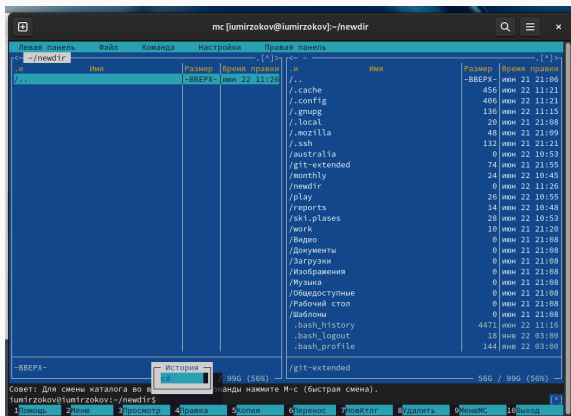 mc [iumirzokov@iumirzokov]:~/newdir
Левая панель Файл Команда Настройки Правая панель
<- ~/newdir .[^]>
.и Имя Размер Время правки
/.. -ВВЕРХ- июн 22 11:26
<- ~ .[^]>
.и Имя Размер Время правки
/.. -ВВЕРХ- июн 21 21:06
/.cache 456 июн 22 11:21
/.config 406 июн 22 11:21
/.gnupg 136 июн 22 11:15
/.local 20 июн 21 21:08
/.mozilla 48 июн 21 21:09
/.ssh 132 июн 21 21:21
/australia 0 июн 22 10:53
/git-extended 74 июн 21 21:55
/monthly 24 июн 22 10:45
/newdir 0 июн 22 11:26
/play 26 июн 22 10:55
/reports 14 июн 22 10:48
/ski.plases 28 июн 22 10:53
/work 10 июн 21 21:20
/Видео 0 июн 21 21:08
/Документы 0 июн 21 21:08
/Загрузки 0 июн 21 21:08
/Изображения 0 июн 21 21:08
/Музыка 0 июн 21 21:08
/Общедоступные 0 июн 21 21:08
/Рабочий стол 0 июн 21 21:08
/Шаблоны 0 июн 21 21:08
.bash_history 4471 июн 22 11:16
.bash_logout 18 янв 22 03:00
.bash_profile 144 янв 22 03:00
-ВВЕРХ-
/ 99G (56%)
/git-extended
56G / 99G (56%)
История
cd
Совет: Для смены каталога во в анды нажмите M-c (быстрая смена).
iumirzokov@iumirzokov:~/newdir$ [^]
1Помощь 2Меню 3Просмотр 4Правка 5Копия 6Перенос 7НовКтлг 8Удалить 9МенюMC 10Выход